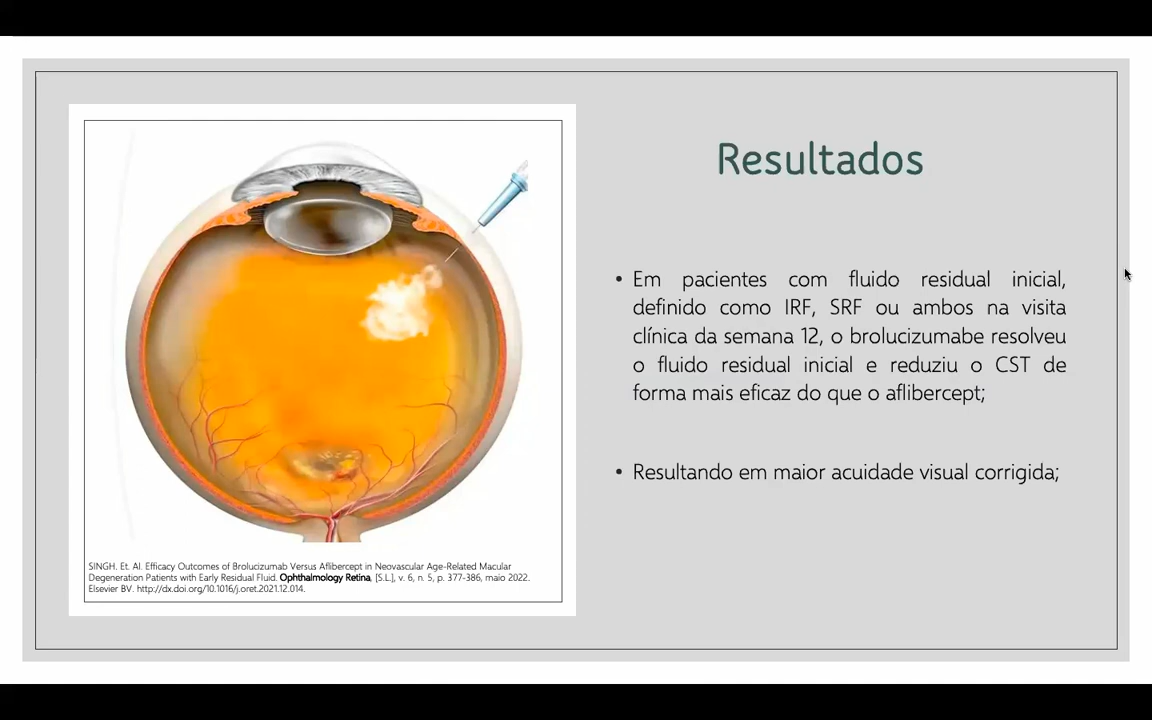 Resultados
• Em pacientes com fluido residual inicial,
definido como IRF, SRF ou ambos na visita
clínica da semana 12, o brolucizumabe resolveu
o fluido residual inicial e reduziu o CST de
forma mais eficaz do que o aflibercept;
• Resultando em maior acuidade visual corrigida;
SINGH, Et. Al. Efficacy Outcomes of Brolucizumab Versus Aflibercept in Neovascular Age-Related Macular
Degeneration Patients with Early Residual Fluid. Ophthalmology Retina, [S.L.], v. 6, n. 5, p. 377-386, maio 2022.
Elsevier BV. http://dx.doi.org/10.1016/j.oret.2021.12.014.